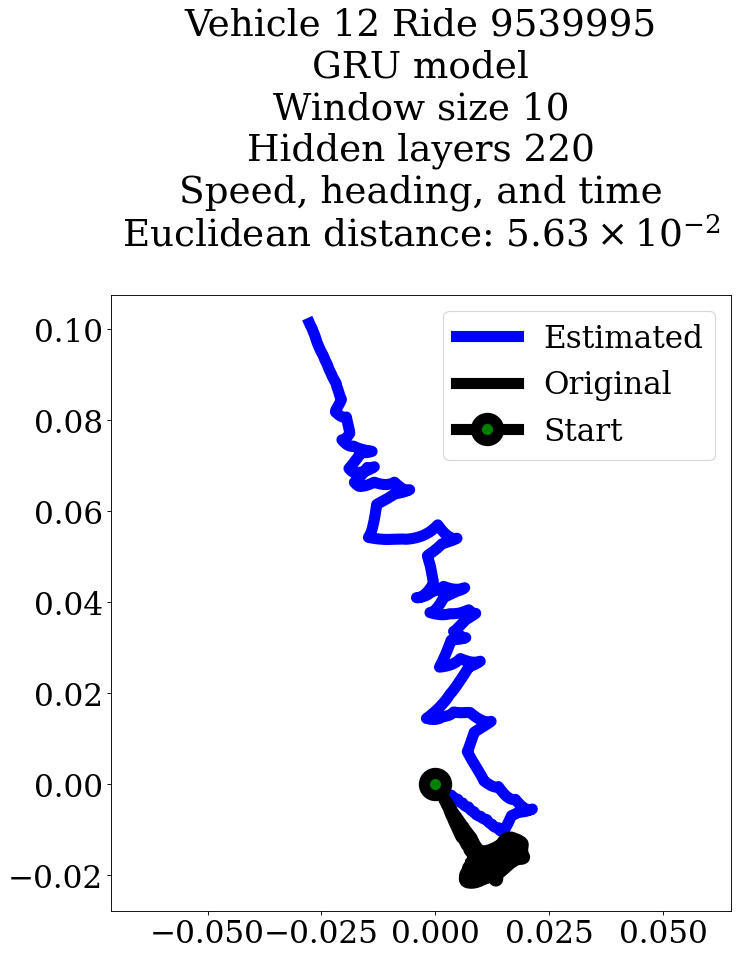 Vehicle 12 Ride 9539995
GRU model
Window size 10
Hidden layers 220
Speed, heading, and time
Euclidean distance: 5.63 × 10⁻²
Estimated
Original
Start
0.10
0.08
0.06
0.04
0.02
0.00
−0.02
−0.050 −0.025 0.000 0.025 0.050